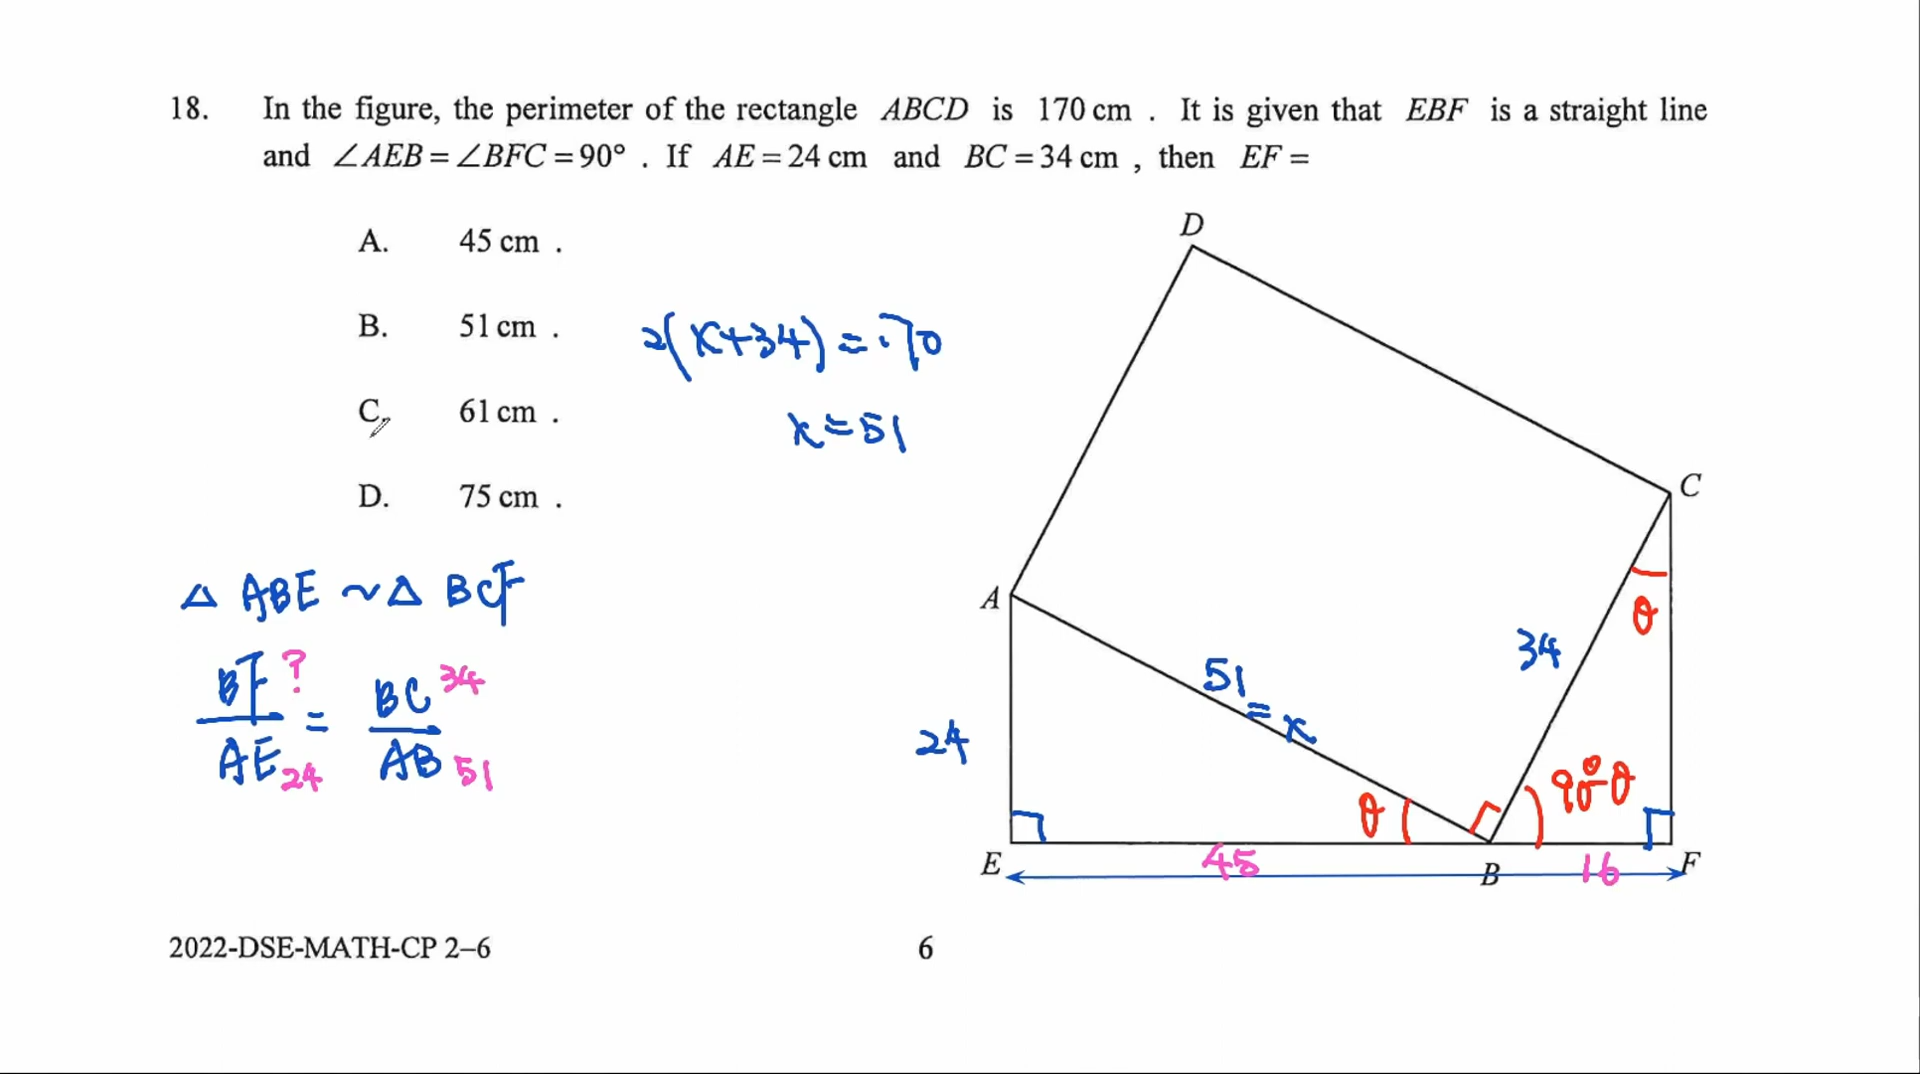 18. In the figure, the perimeter of the rectangle ABCD is 170 cm . It is given that EBF is a straight line
and ∠AEB = ∠BFC = 90° . If AE = 24 cm and BC = 34 cm , then EF =
A. 45 cm .
B. 51 cm .
C. 61 cm .
D. 75 cm .
2(x+34) = 170
x = 51
△ ABE ~ △ BCF
BF ? / AE 24 = BC 34 / AB 51
D
C
A
θ
34
51
= x
24
θ
90°-θ
E
45
B
16
F
2022-DSE-MATH-CP 2–6
6